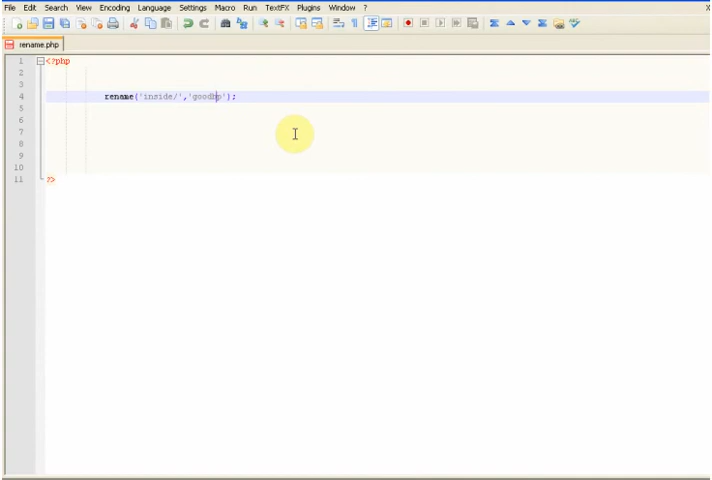 File Edit Search View Encoding Language Settings Macro Run TextFX Plugins Window ? X
rename.php
1 <?php
2
3
4 rename('inside/','goodhp');
5
6
7
8
9
10
11 ?>